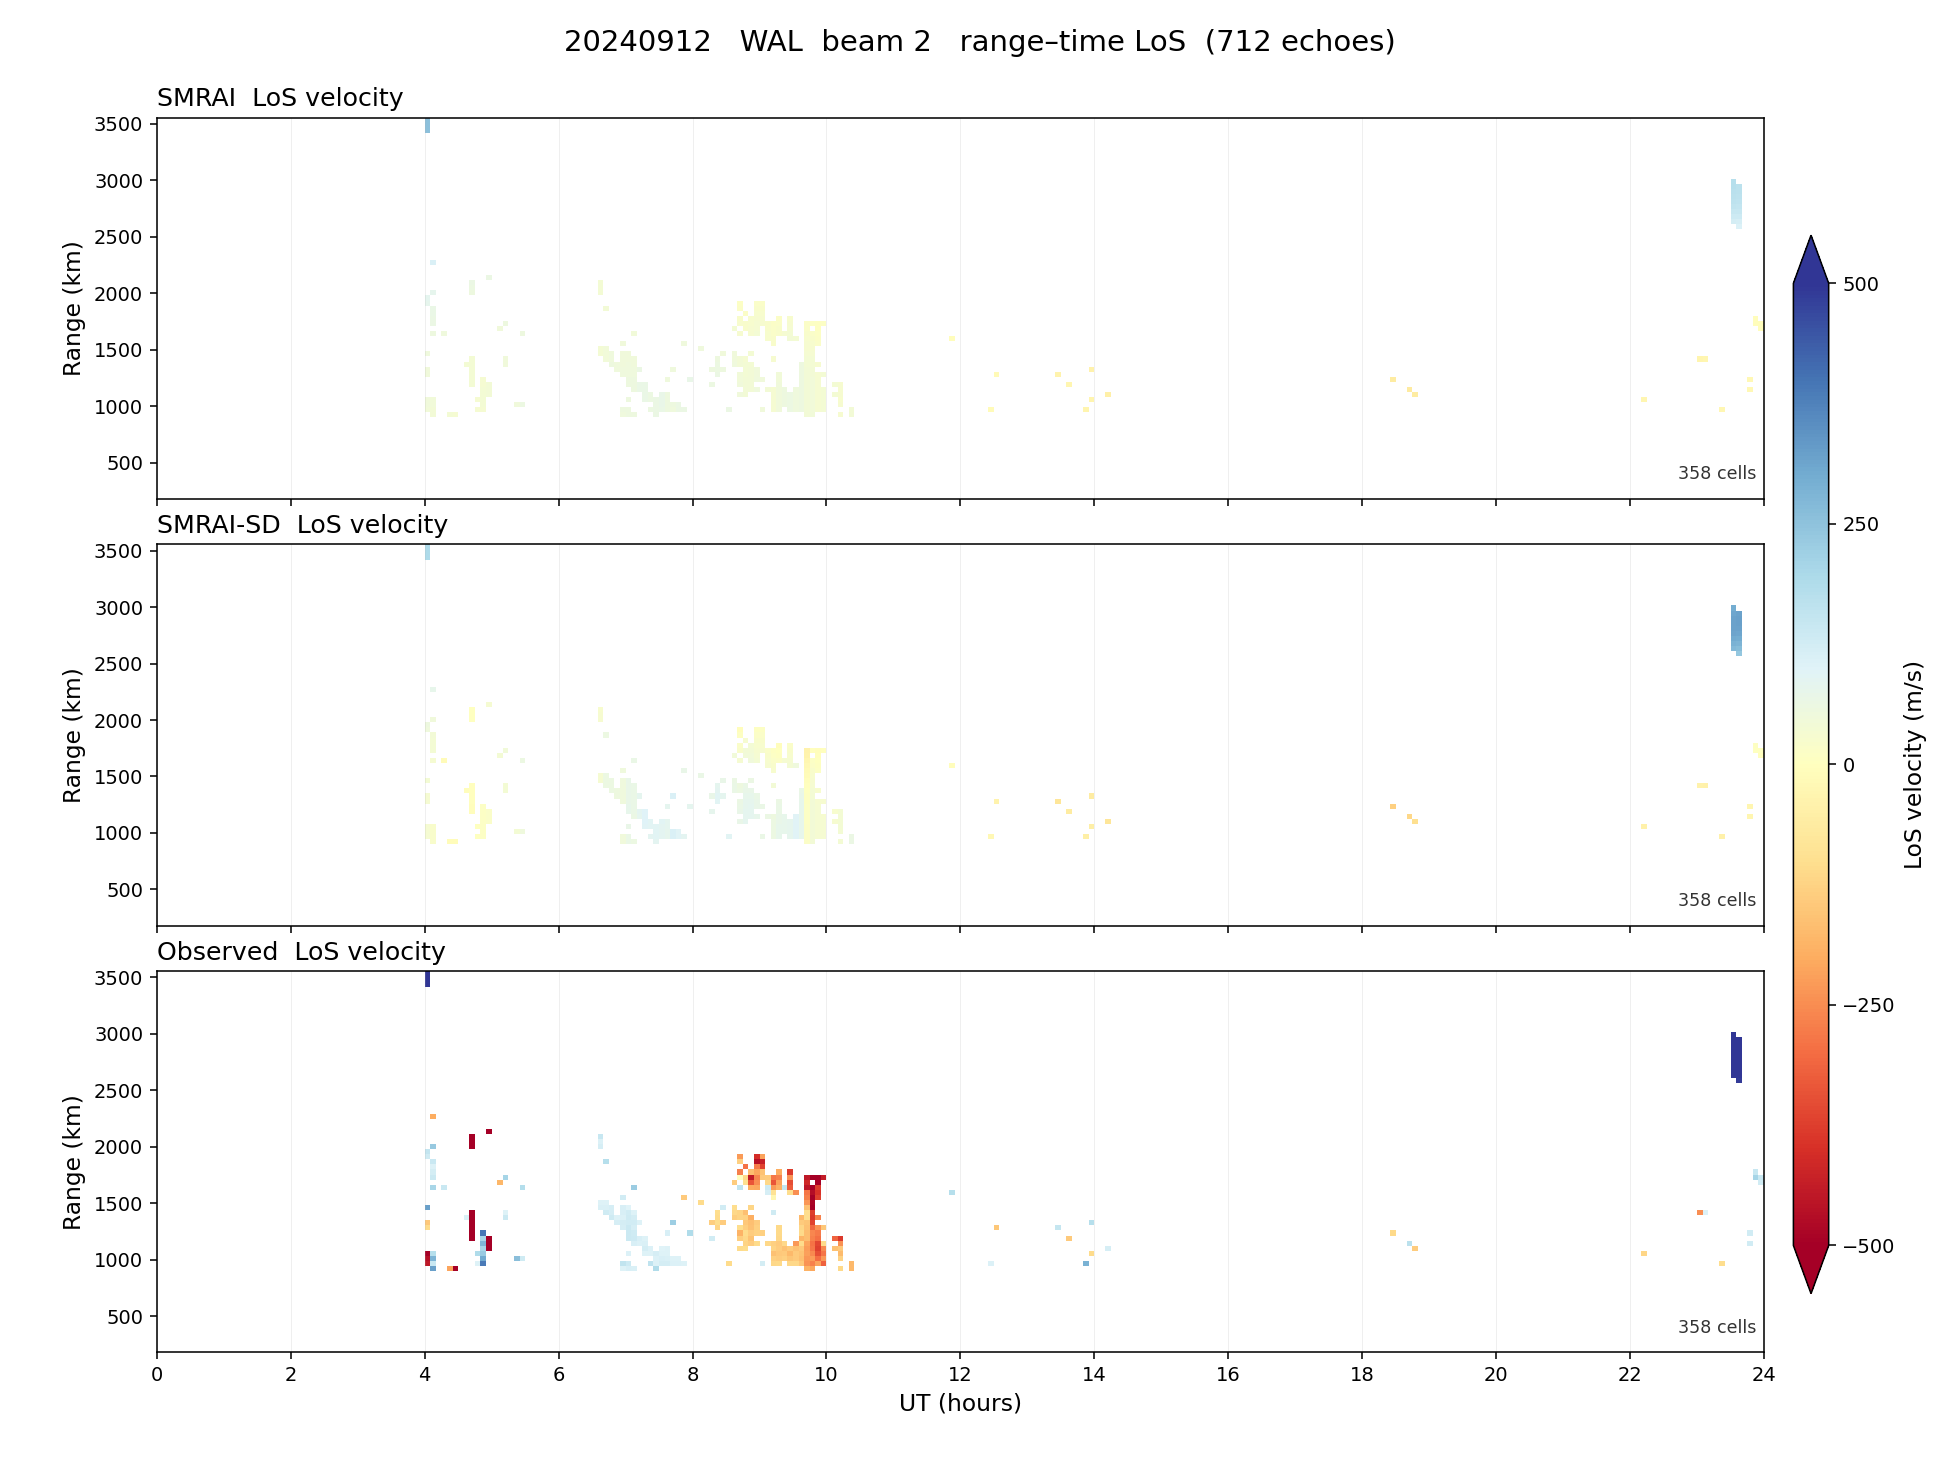 20240912   WAL  beam 2   range–time LoS  (712 echoes)
SMRAI  LoS velocity
3500
3000
2500
2000
1500
1000
500
Range (km)
358 cells
SMRAI-SD  LoS velocity
3500
3000
2500
2000
1500
1000
500
Range (km)
358 cells
Observed  LoS velocity
3500
3000
2500
2000
1500
1000
500
Range (km)
358 cells
0 2 4 6 8 10 12 14 16 18 20 22 24
UT (hours)
500
250
0
−250
−500
LoS velocity (m/s)